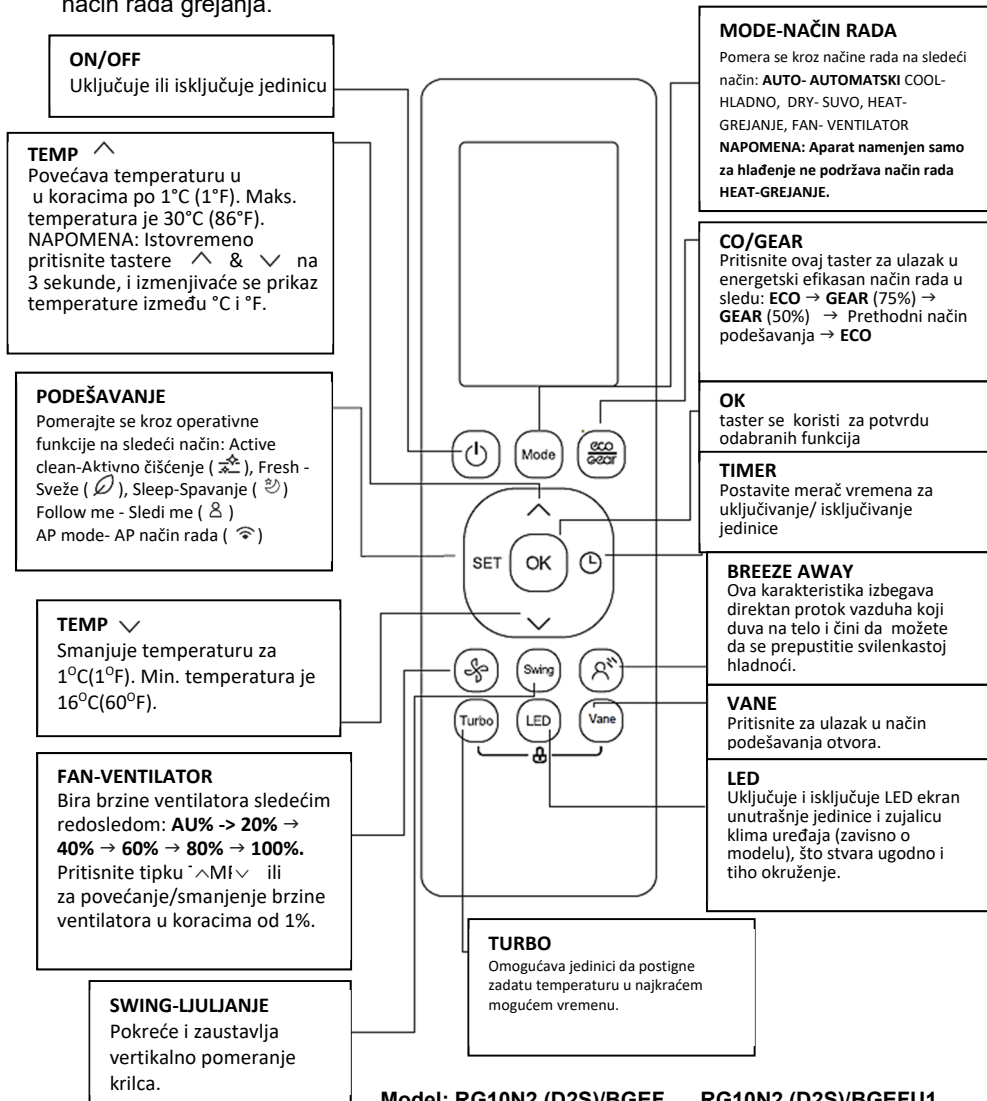 način rada grejanja.
ON/OFF
Uključuje ili isključuje jedinicu
TEMP
Povećava temperaturu u
u koracima po 1°C (1°F). Maks.
temperatura je 30°C (86°F).
NAPOMENA: Istovremeno
pritisnite tastere & na
3 sekunde, i izmenjivaće se prikaz
temperature između °C i °F.
PODEŠAVANJE
Pomerajte se kroz operativne
funkcije na sledeći način: Active
clean-Aktivno čišćenje ( ), Fresh -
Sveže ( ), Sleep-Spavanje ( )
Follow me - Sledi me ( )
AP mode- AP način rada ( )
TEMP
Smanjuje temperaturu za
1⁰C(1⁰F). Min. temperatura je
16⁰C(60⁰F).
FAN-VENTILATOR
Bira brzine ventilatora sledećim
redosledom: AU% -> 20% →
40% → 60% → 80% → 100%.
Pritisnite tipku ili
za povećanje/smanjenje brzine
ventilatora u koracima od 1%.
SWING-LJULJANJE
Pokreće i zaustavlja
vertikalno pomeranje
krilca.
Mode
eco
gear
SET
OK
Swing
Turbo
LED
Vane
MODE-NAČIN RADA
Pomera se kroz načine rada na sledeći
način: AUTO- AUTOMATSKI COOL-
HLADNO, DRY- SUVO, HEAT-
GREJANJE, FAN- VENTILATOR
NAPOMENA: Aparat namenjen samo
za hlađenje ne podržava način rada
HEAT-GREJANJE.
CO/GEAR
Pritisnite ovaj taster za ulazak u
energetski efikasan način rada u
sledu: ECO → GEAR (75%) →
GEAR (50%) → Prethodni način
podešavanja → ECO
OK
taster se koristi za potvrdu
odabranih funkcija
TIMER
Postavite merač vremena za
uključivanje/ isključivanje
jedinice
BREEZE AWAY
Ova karakteristika izbegava
direktan protok vazduha koji
duva na telo i čini da možete
da se prepustitie svilenkastoj
hladnoći.
VANE
Pritisnite za ulazak u način
podešavanja otvora.
LED
Uključuje i isključuje LED ekran
unutrašnje jedinice i zujalicu
klima uređaja (zavisno o
modelu), što stvara ugodno i
tiho okruženje.
TURBO
Omogućava jedinici da postigne
zadatu temperaturu u najkraćem
mogućem vremenu.
Model: RG10N2 (D2S)/BGEF RG10N2 (D2S)/BGEFU1